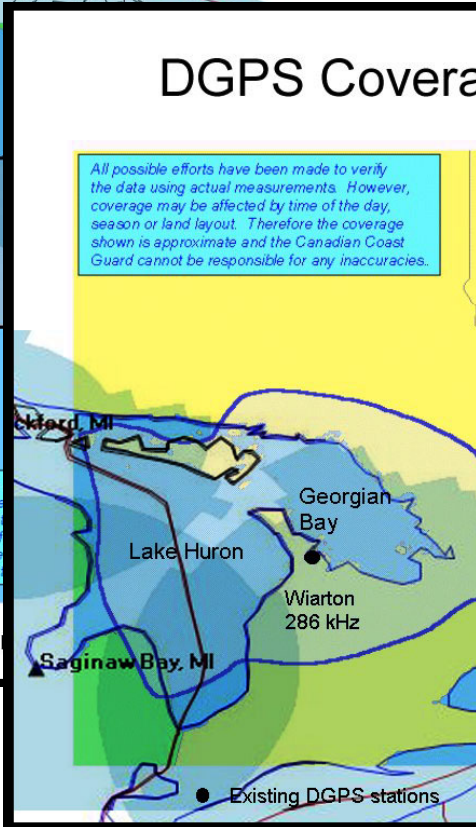 DGPS Covera
All possible efforts have been made to verify
the data using actual measurements. However,
coverage may be affected by time of the day,
season or land layout. Therefore the coverage
shown is approximate and the Canadian Coast
Guard cannot be responsible for any inaccuracies..
ckford, MI
Georgian
Bay
Lake Huron
Wiarton
286 kHz
Saginaw Bay, MI
Existing DGPS stations